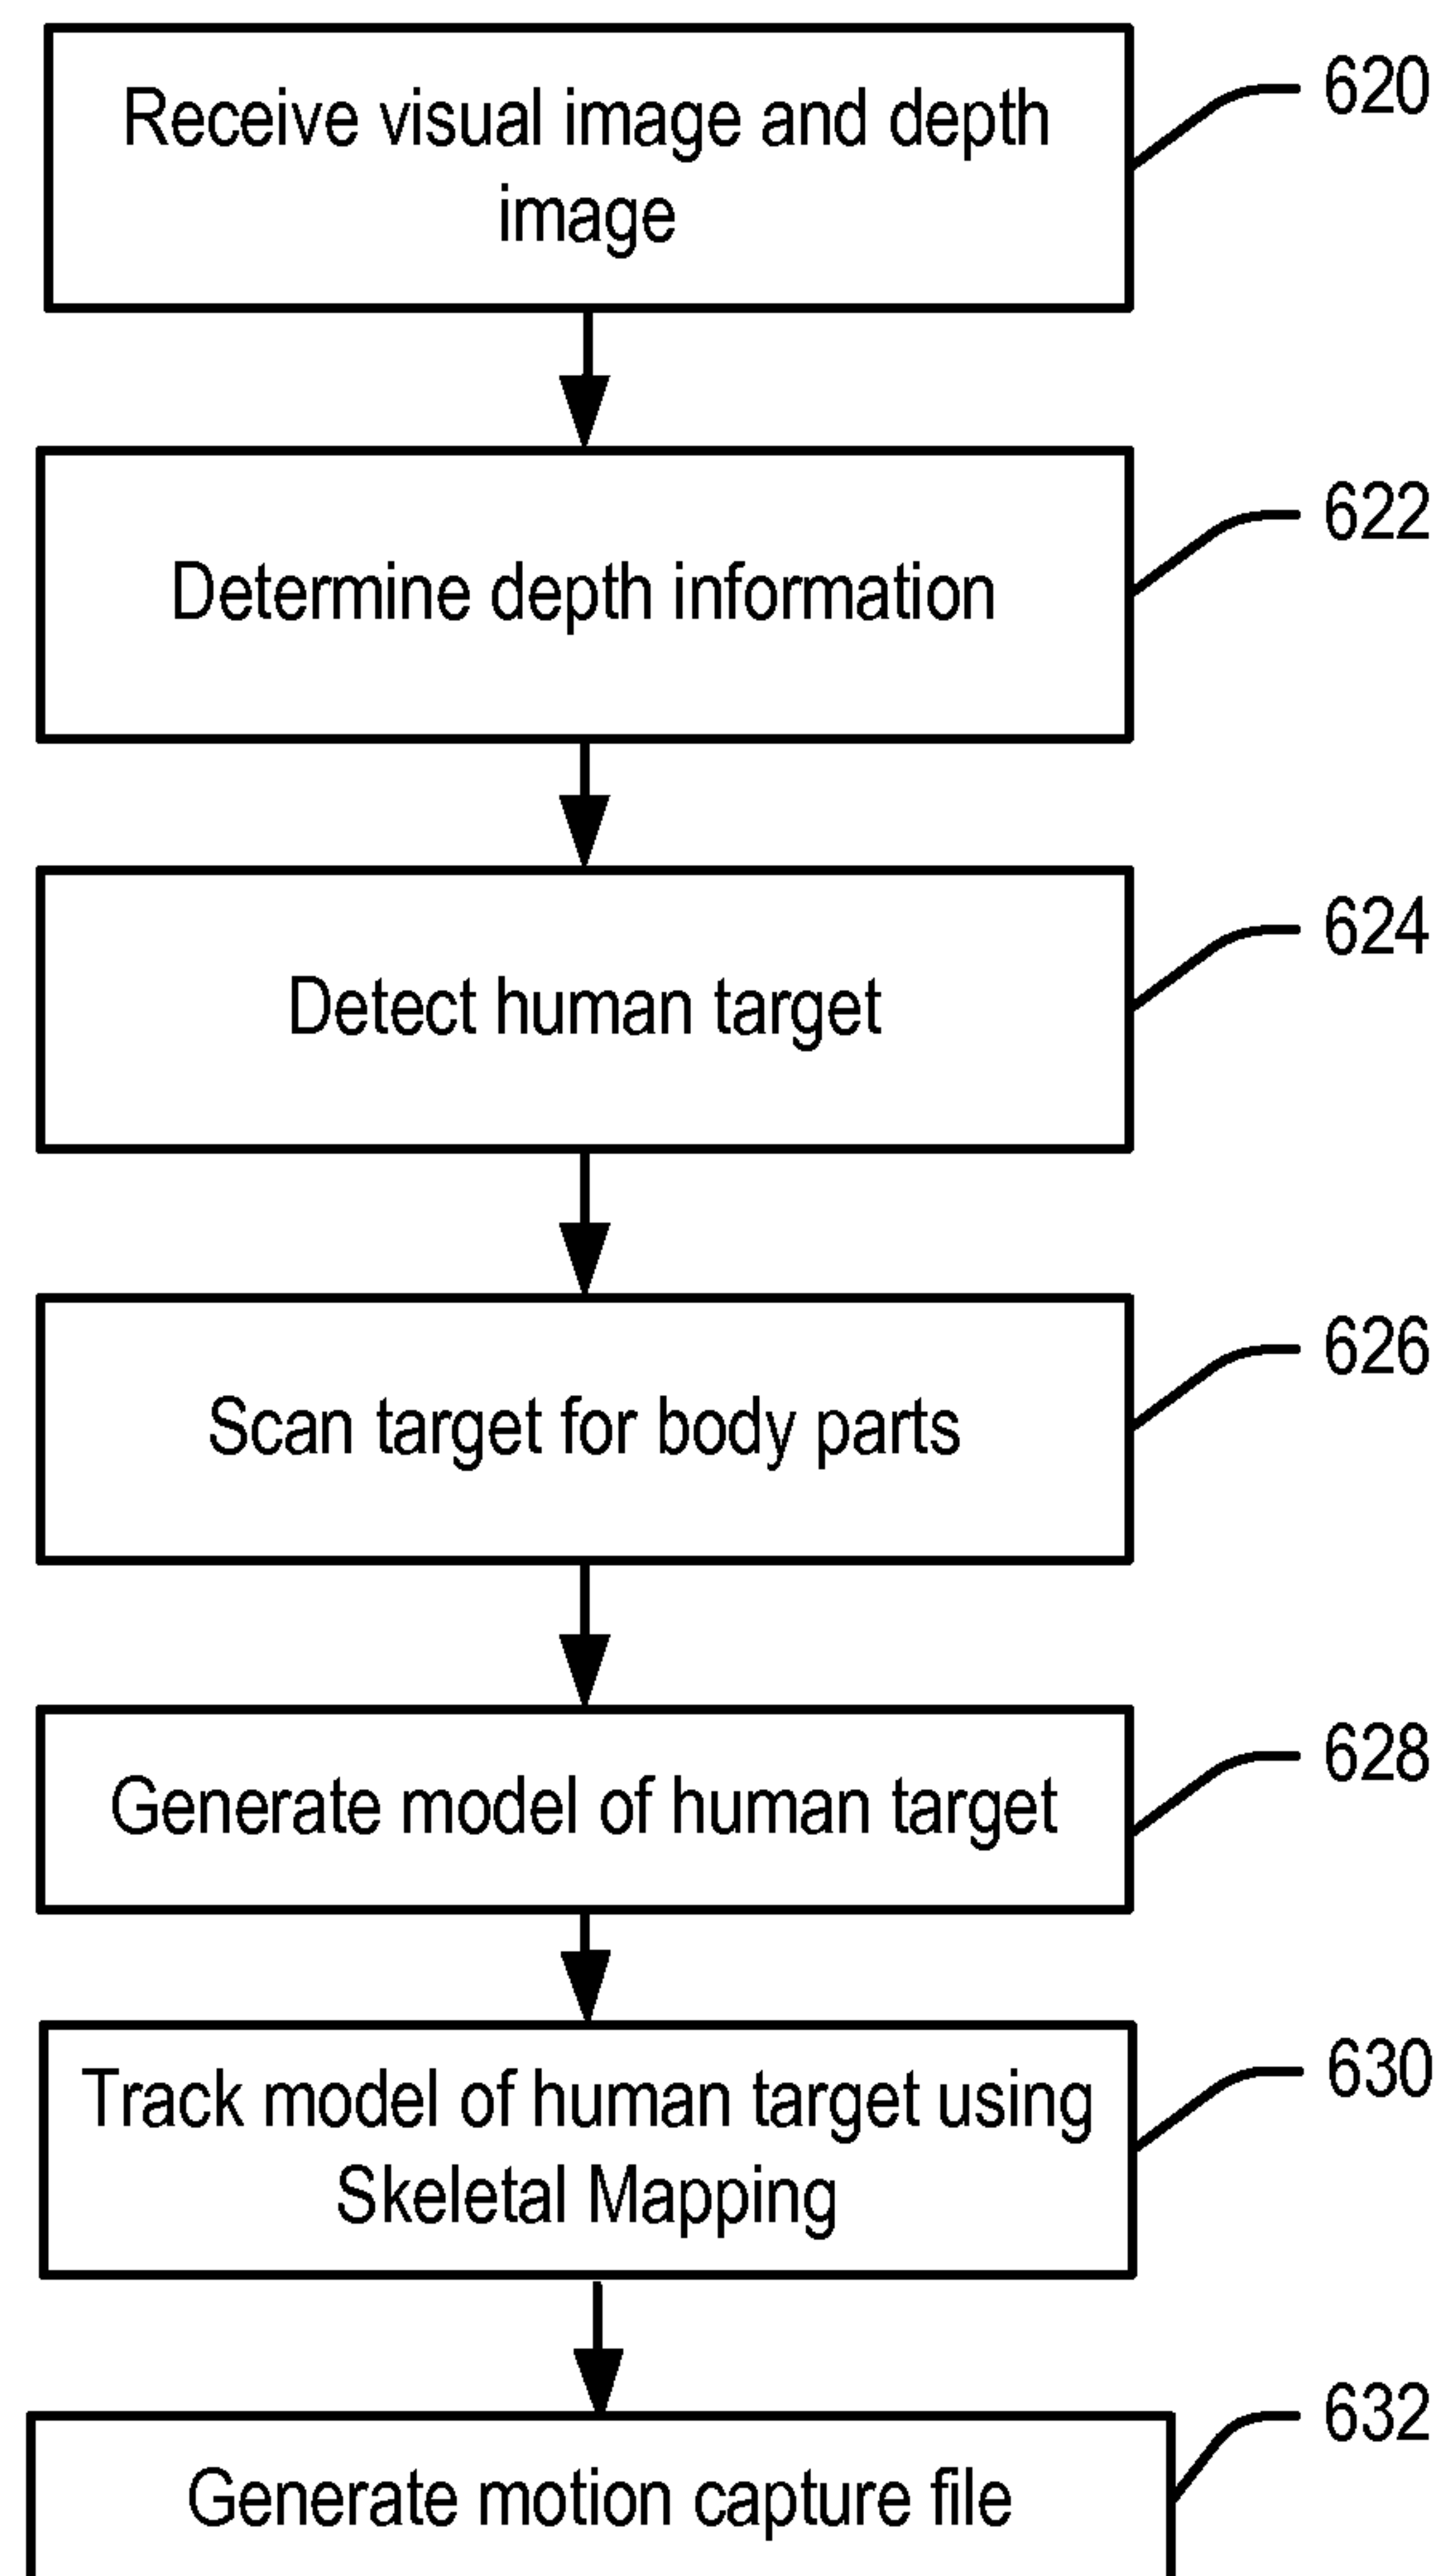 Receive visual image and depth
image
620
Determine depth information
622
Detect human target
624
Scan target for body parts
626
Generate model of human target
628
Track model of human target using
Skeletal Mapping
630
Generate motion capture file
632